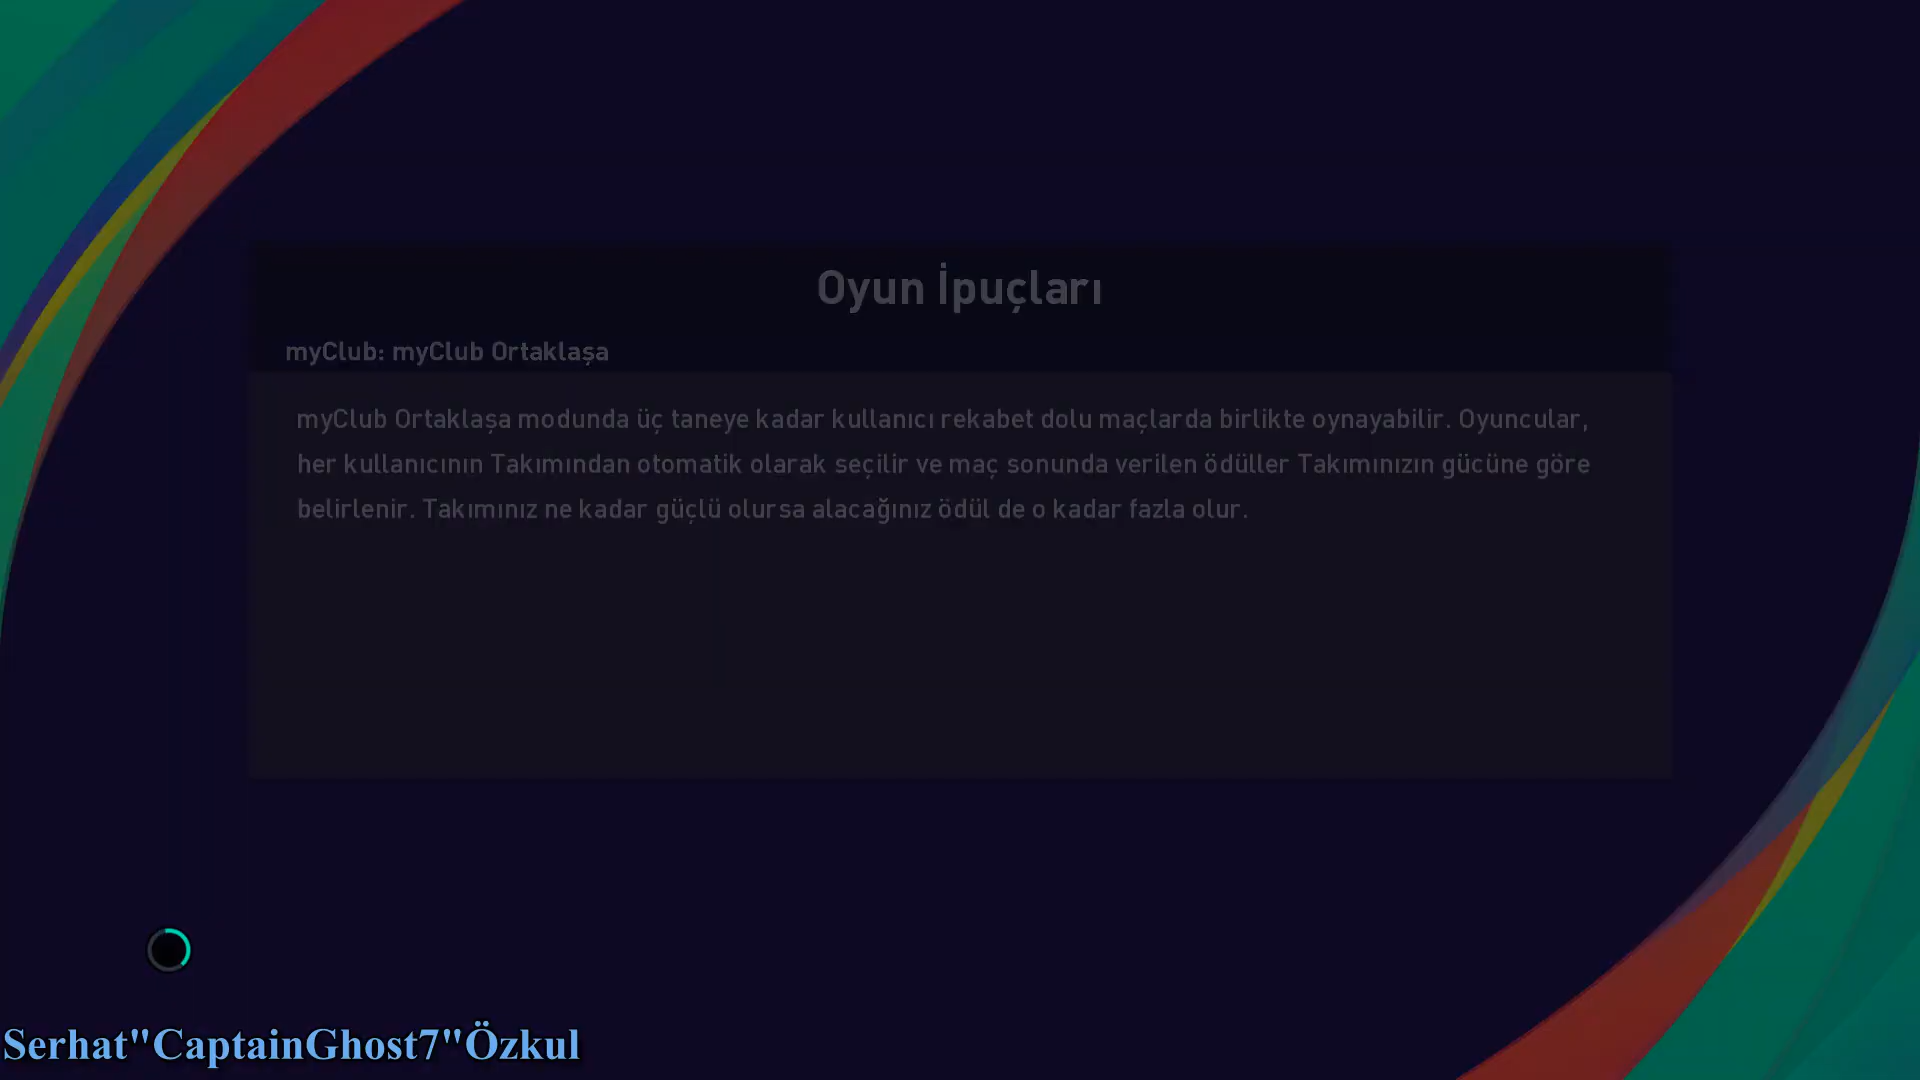 Oyun İpuçları
myClub: myClub Ortaklaşa
myClub Ortaklaşa modunda üç taneye kadar kullanıcı rekabet dolu maçlarda birlikte oynayabilir. Oyuncular,
her kullanıcının Takımından otomatik olarak seçilir ve maç sonunda verilen ödüller Takımınızın gücüne göre
belirlenir. Takımınız ne kadar güçlü olursa alacağınız ödül de o kadar fazla olur.
Serhat"CaptainGhost7"Özkul